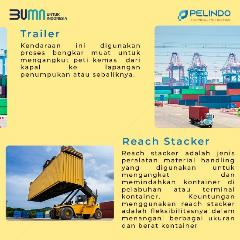 BUMN
UNTUK
INDONESIA
PELINDO
Trailer
Kendaraan ini digunakan
proses bongkar muat untuk
mengangkut peti kemas dari
kapal ke lapangan
penumpukan atau sebaliknya.
Reach Stacker
Reach stacker adalah jenis
peralatan material handling
yang digunakan untuk
mengangkat dan
memindahkan kontainer di
pelabuhan atau terminal
kontainer. Keuntungan
menggunakan reach stacker
adalah fleksibilitasnya dalam
menangani berbagai ukuran
dan berat kontainer